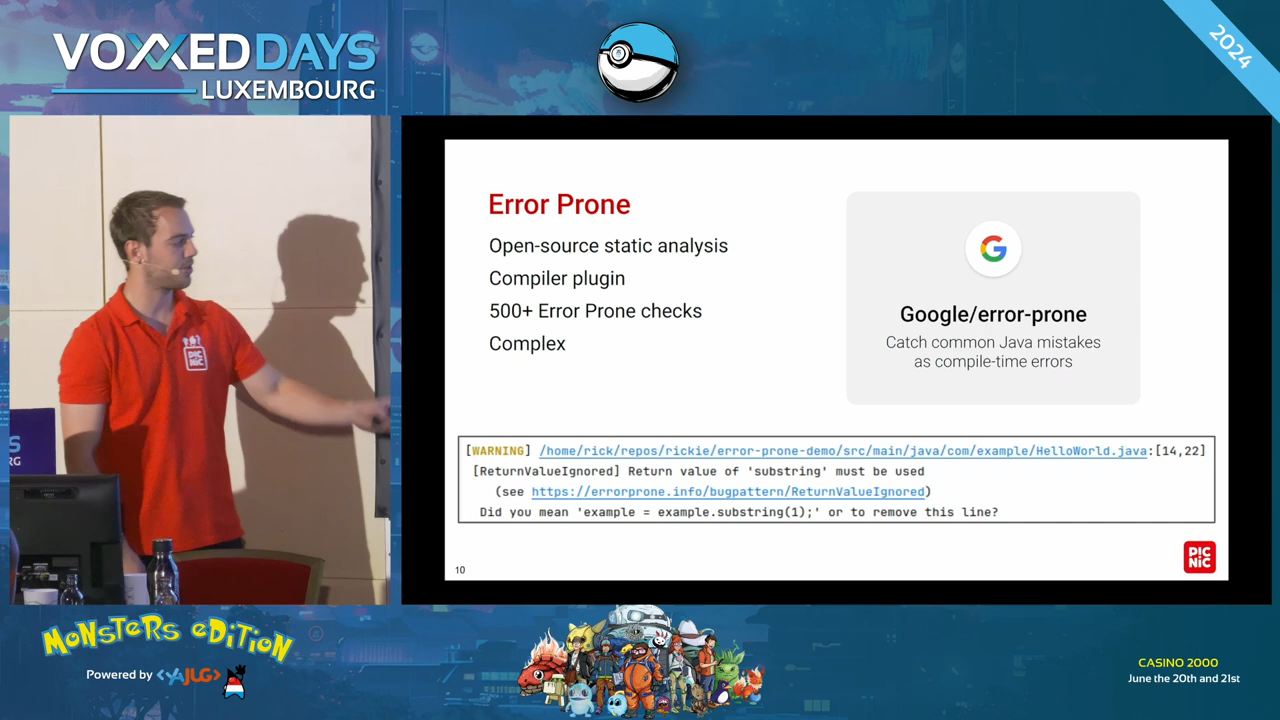 VOXXED DAYS
LUXEMBOURG
2024
PIC
NIC
S
RG
Error Prone
Open-source static analysis
Compiler plugin
500+ Error Prone checks
Complex
G
Google/error-prone
Catch common Java mistakes
as compile-time errors
[WARNING] /home/rick/repos/rickie/error-prone-demo/src/main/java/com/example/HelloWorld.java:[14,22]
[ReturnValueIgnored] Return value of 'substring' must be used
(see https://errorprone.info/bugpattern/ReturnValueIgnored)
Did you mean 'example = example.substring(1);' or to remove this line?
10
PIC
NIC
MONSTERS EDITION
Powered by <YAJUG>
CASINO 2000
June the 20th and 21st